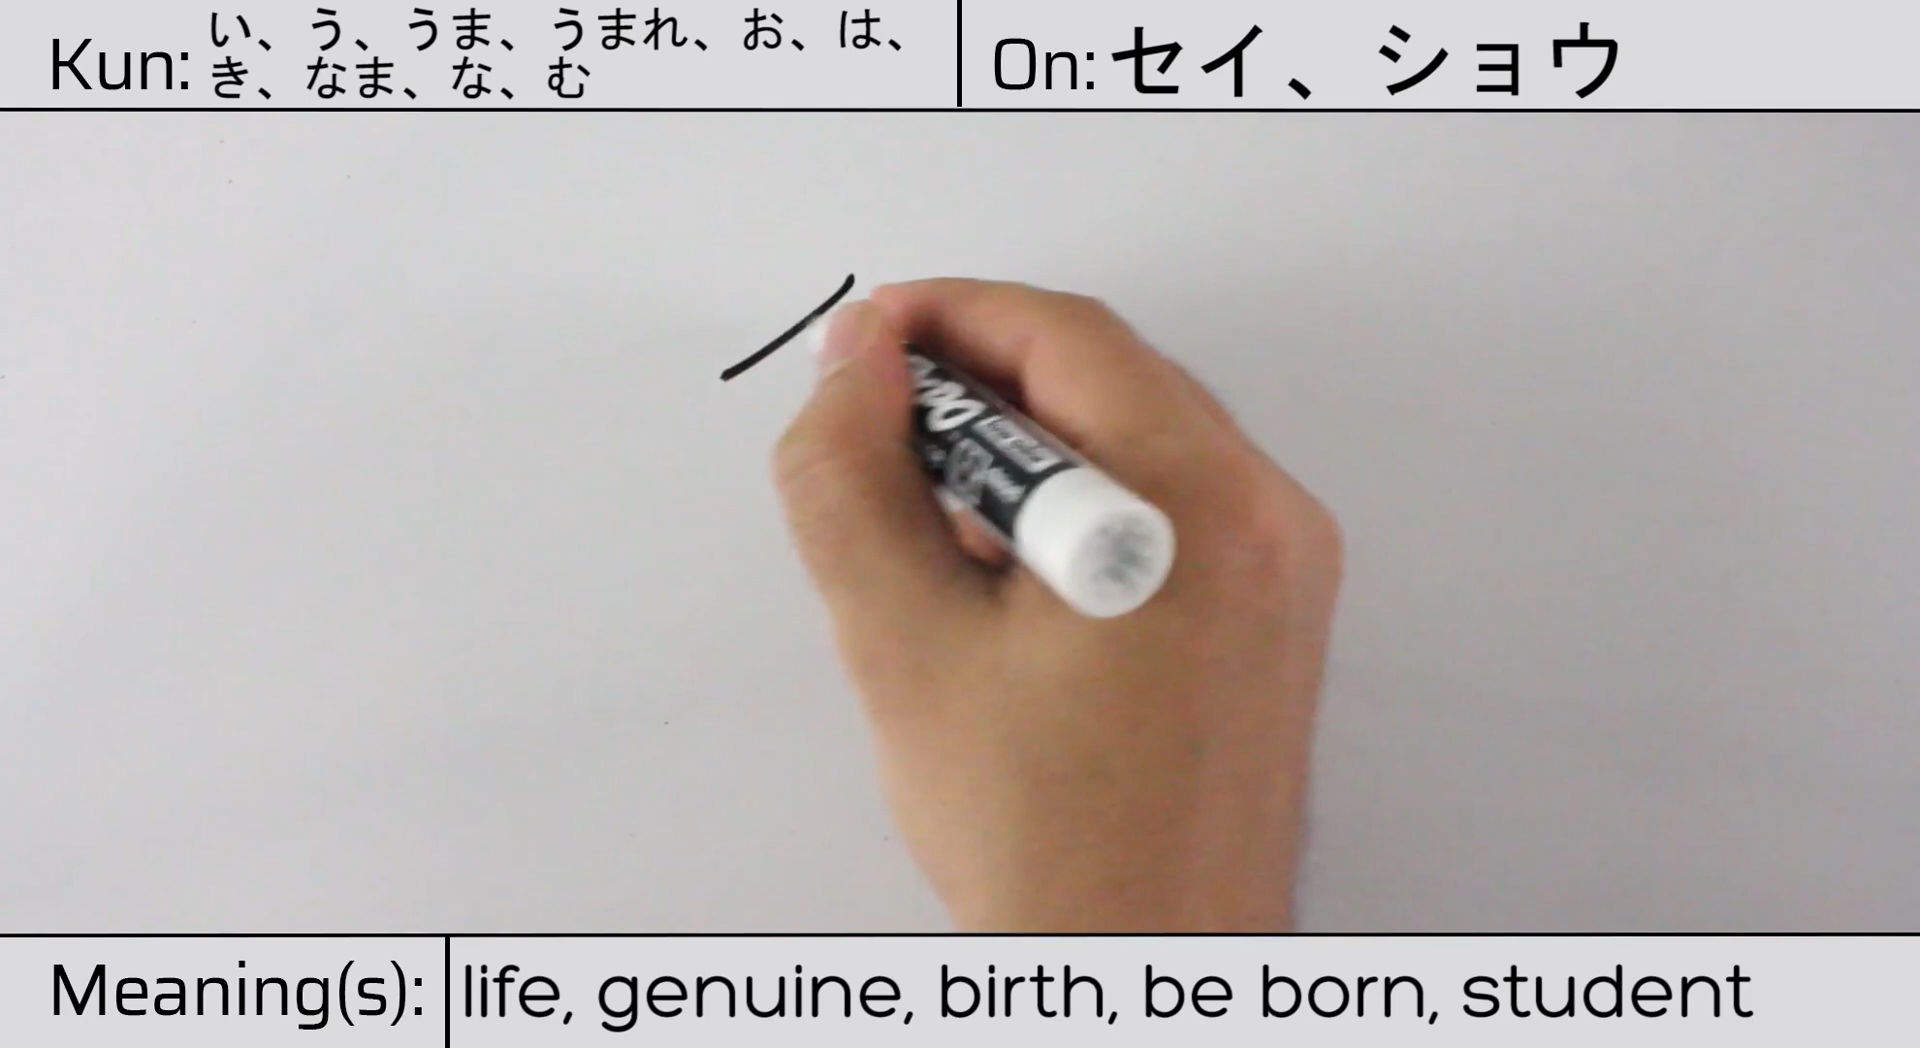 Kun: い、う、うま、うまれ、お、は、
き、なま、な、む
On: セイ、ショウ
Meaning(s): life, genuine, birth, be born, student